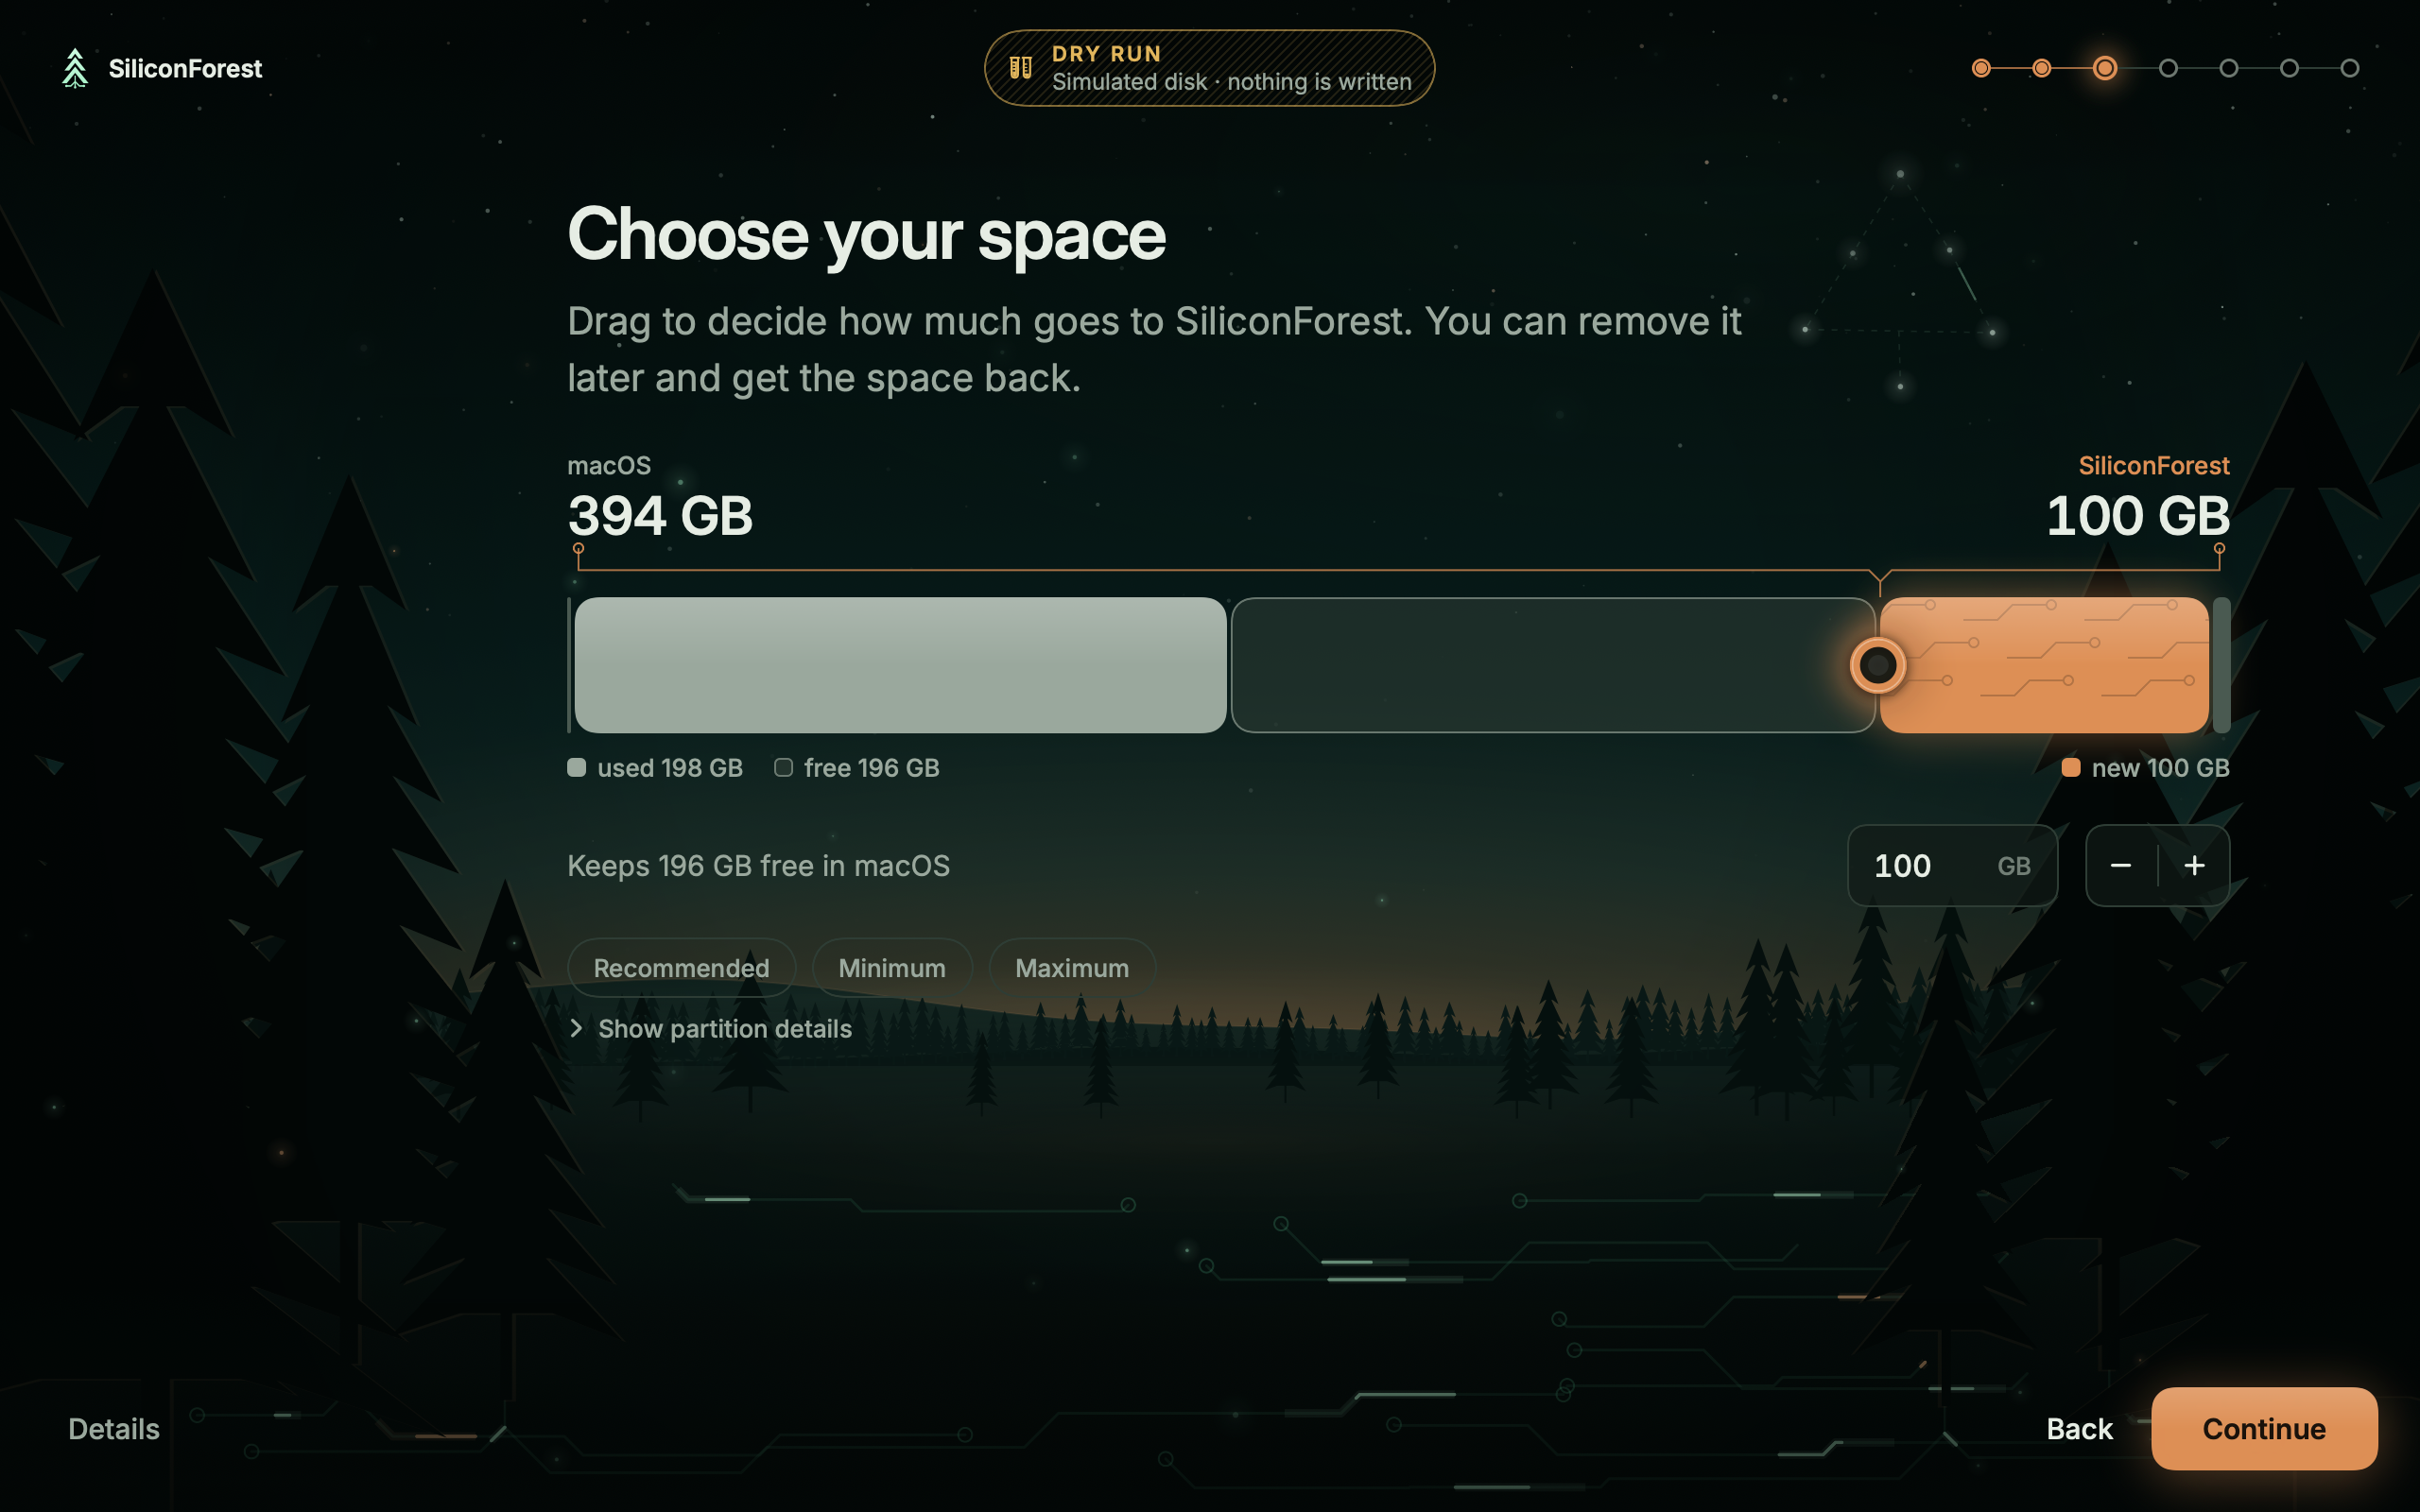 SiliconForest
DRY RUN
Simulated disk · nothing is written
Choose your space
Drag to decide how much goes to SiliconForest. You can remove it
later and get the space back.
macOS
SiliconForest
394 GB
100 GB
used 198 GB
free 196 GB
new 100 GB
Keeps 196 GB free in macOS
100 GB
− +
Recommended
Minimum
Maximum
Show partition details
Details
Back
Continue